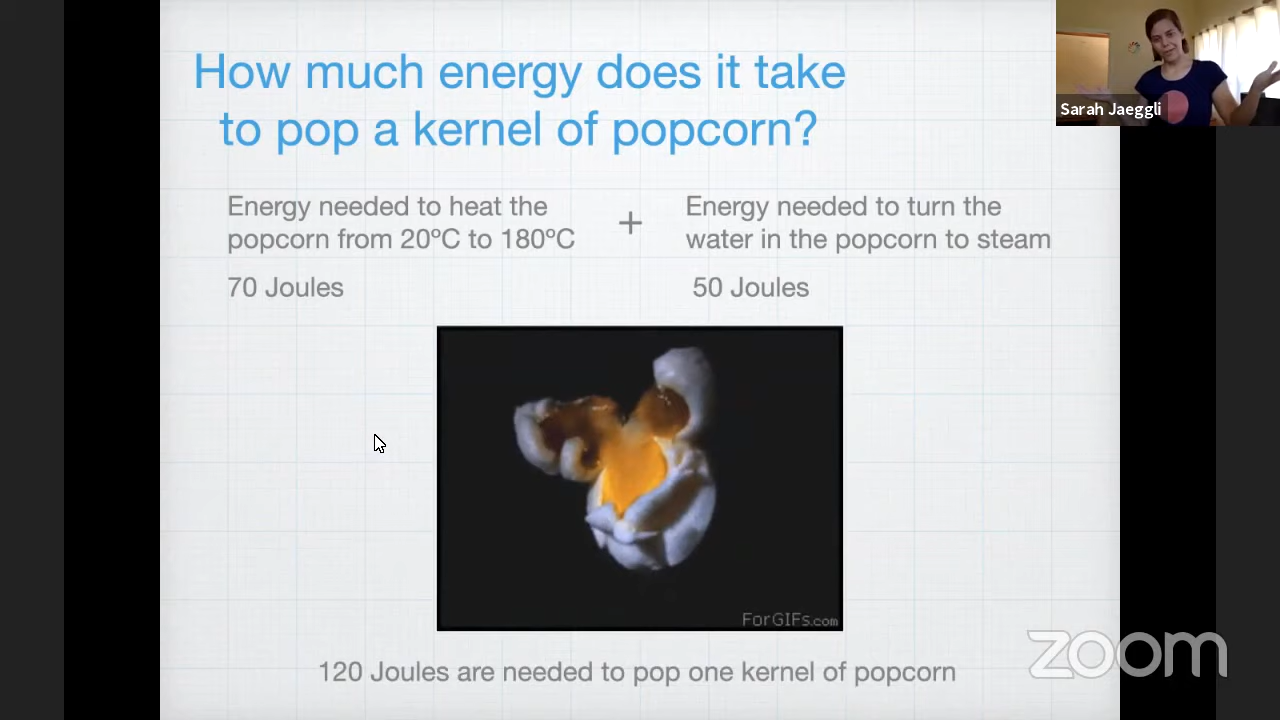 How much energy does it take
to pop a kernel of popcorn?
Sarah Jaeggli
Energy needed to heat the
popcorn from 20ºC to 180ºC
+
Energy needed to turn the
water in the popcorn to steam
70 Joules
50 Joules
ForGIFs.com
120 Joules are needed to pop one kernel of popcorn
zoom